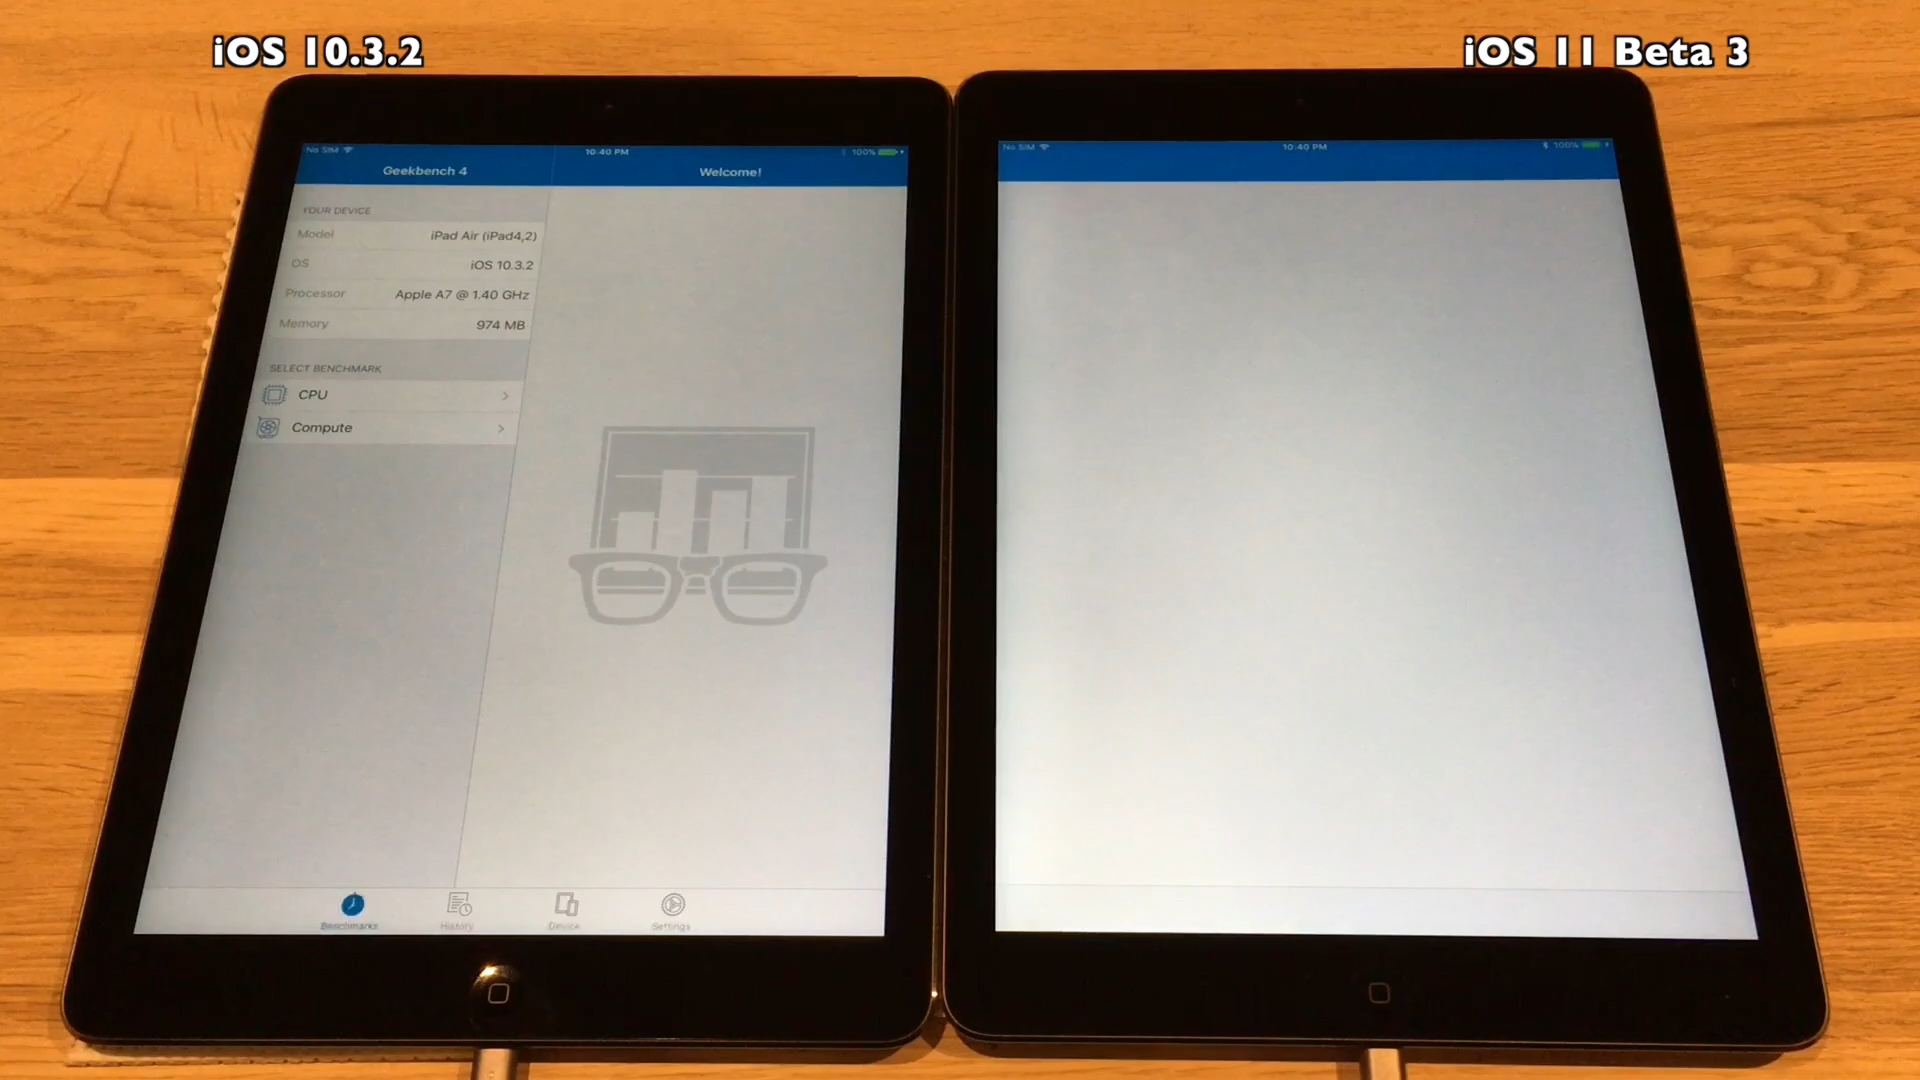 iOS 10.3.2
iOS 11 Beta 3
No SIM
10:40 PM
100%
Geekbench 4
Welcome!
YOUR DEVICE
Model
iPad Air (iPad4,2)
OS
iOS 10.3.2
Processor
Apple A7 @ 1.40 GHz
Memory
974 MB
SELECT BENCHMARK
CPU
Compute
Benchmarks
History
Device
Settings
No SIM
10:40 PM
100%